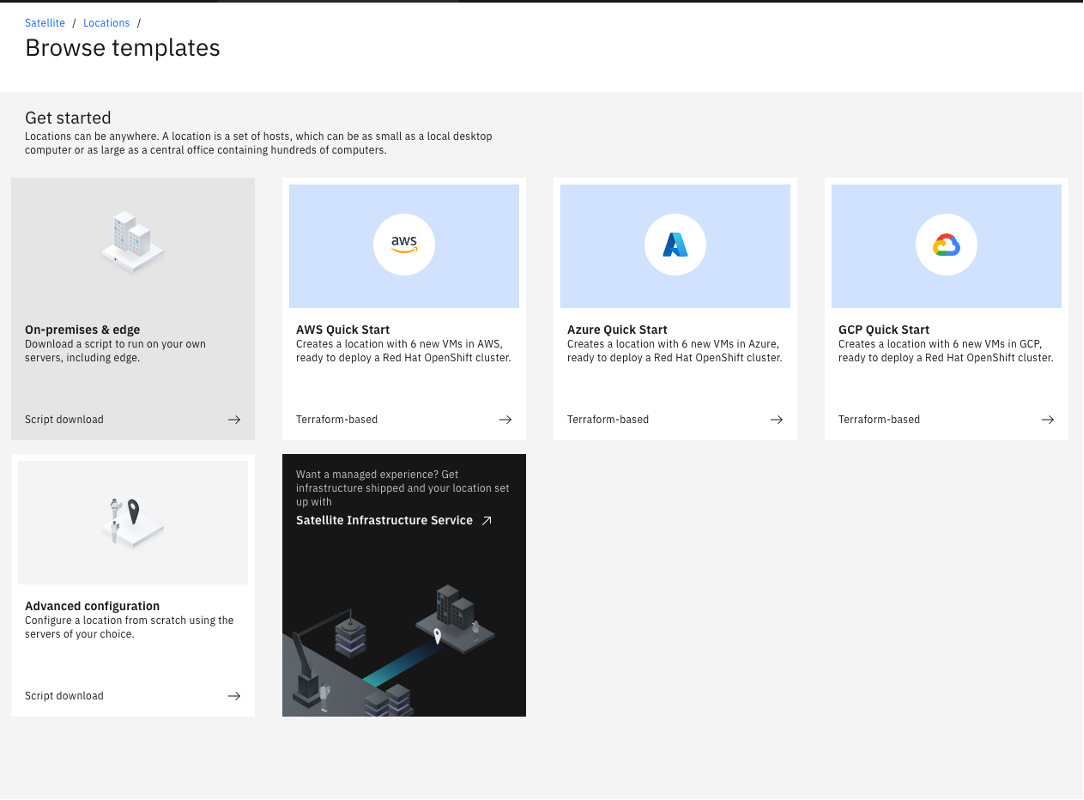 Satellite / Locations /
Browse templates
Get started
Locations can be anywhere. A location is a set of hosts, which can be as small as a local desktop
computer or as large as a central office containing hundreds of computers.
On-premises & edge
Download a script to run on your own
servers, including edge.
Script download
aws
AWS Quick Start
Creates a location with 6 new VMs in AWS,
ready to deploy a Red Hat OpenShift cluster.
Terraform-based
Azure Quick Start
Creates a location with 6 new VMs in Azure,
ready to deploy a Red Hat OpenShift cluster.
Terraform-based
GCP Quick Start
Creates a location with 6 new VMs in GCP,
ready to deploy a Red Hat OpenShift cluster.
Terraform-based
Advanced configuration
Configure a location from scratch using the
servers of your choice.
Script download
Want a managed experience? Get
infrastructure shipped and your location set
up with
Satellite Infrastructure Service